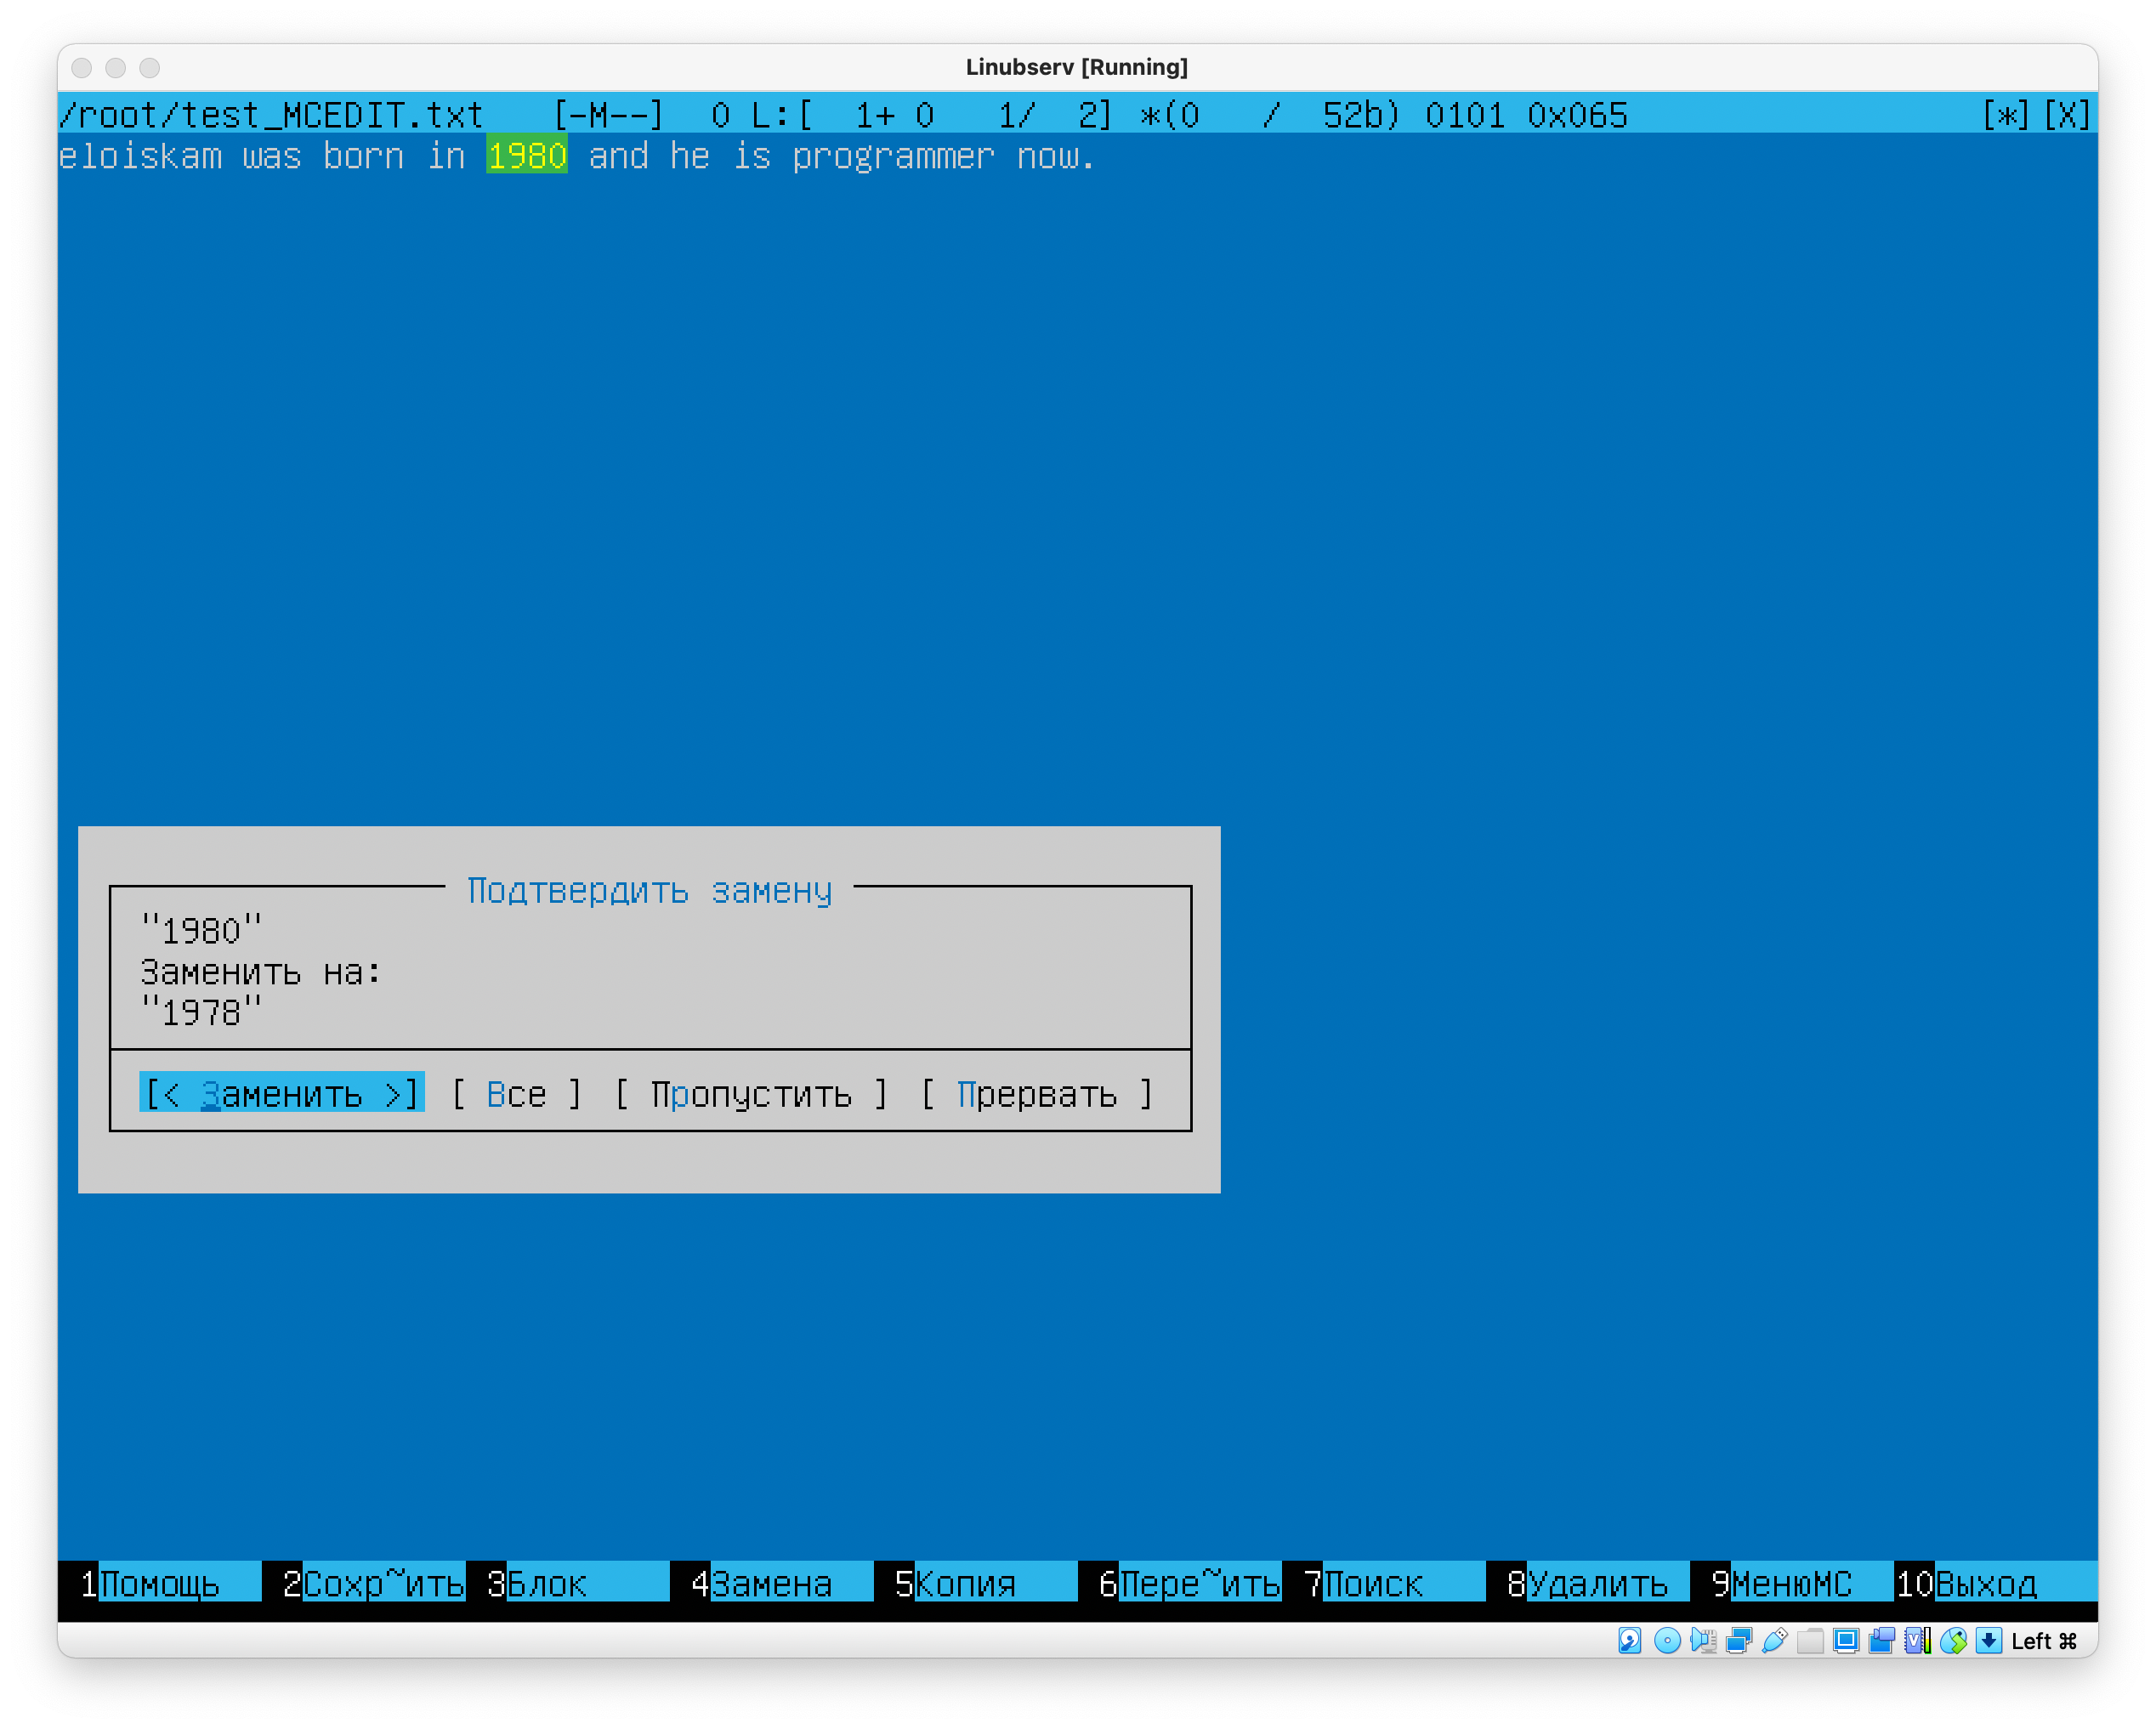 Linubserv [Running]
/root/test_MCEDIT.txt [-M--] 0 L:[ 1+ 0 1/ 2] *(0 / 52b) 0101 0x065 [*][X]
eloiskam was born in 1980 and he is programmer now.
Подтвердить замену
"1980"
Заменить на:
"1978"
[< Заменить >] [ Все ] [ Пропустить ] [ Прервать ]
1Помощь 2Сохр~ить 3Блок 4Замена 5Копия 6Пере~ить 7Поиск 8Удалить 9МенюMC 10Выход
Left ⌘